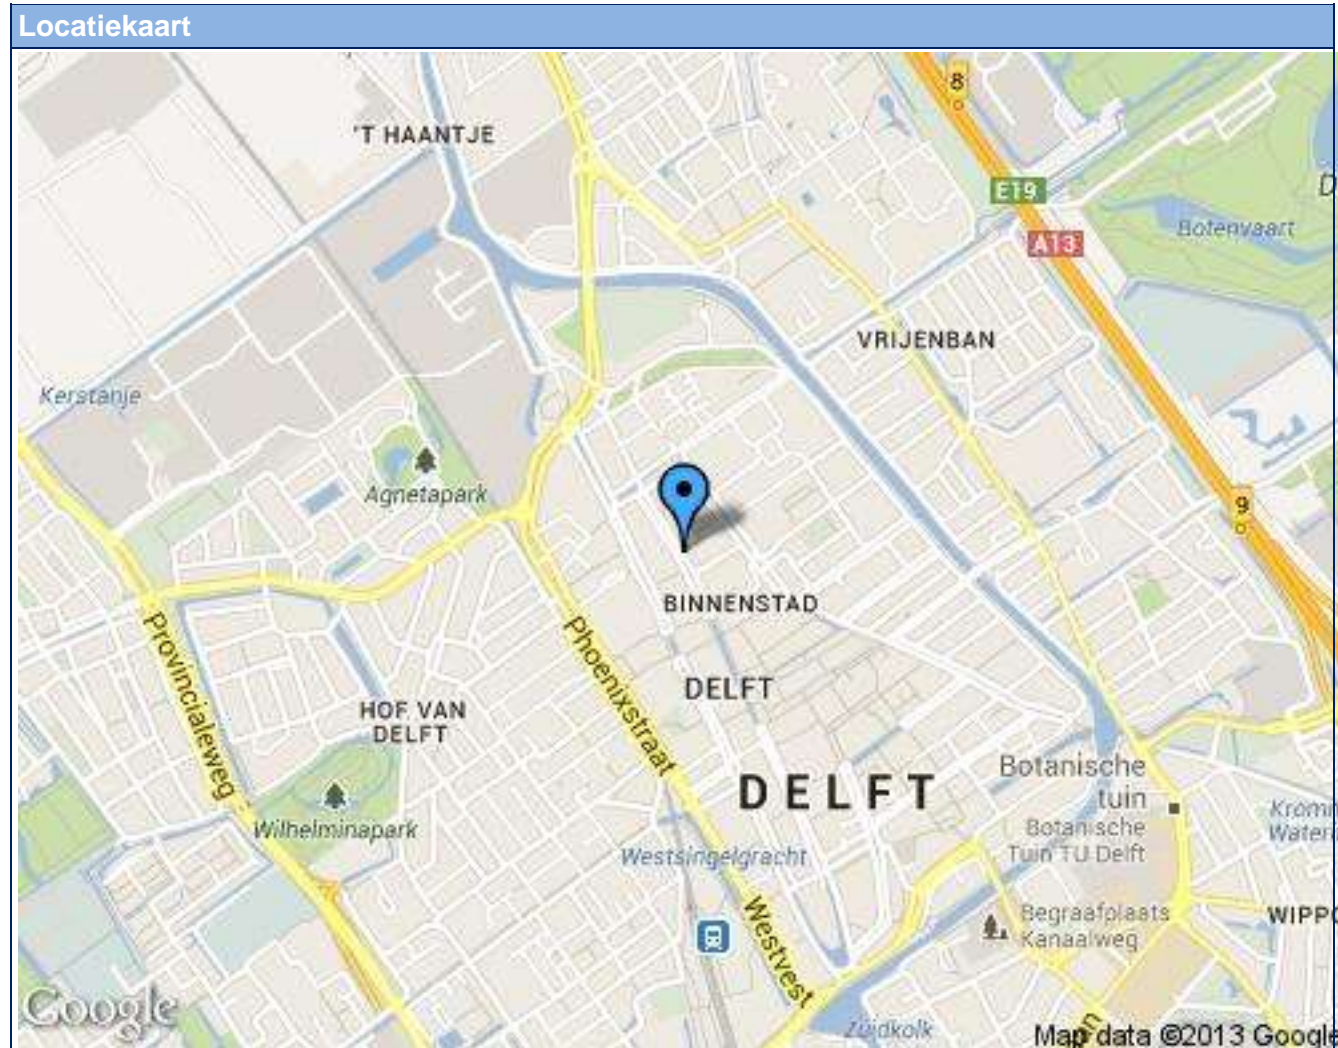 Locatiekaart
8
'T HAANTJE
E19
D
Botenvaart
A13
VRIJENBAN
Kerstanje
Agnetapark
9
BINNENSTAD
Provincialeweg
Phoenixstraat
DELFT
HOF VAN
DELFT
Botanische
tuin
DELFT
Botanische
Tuin TU Delft
Wilhelminapark
Westsingelgracht
Westvest
Begraafplaats
Kanaalweg
WIPP
Google
Zuidkolk
Map data ©2013 Google